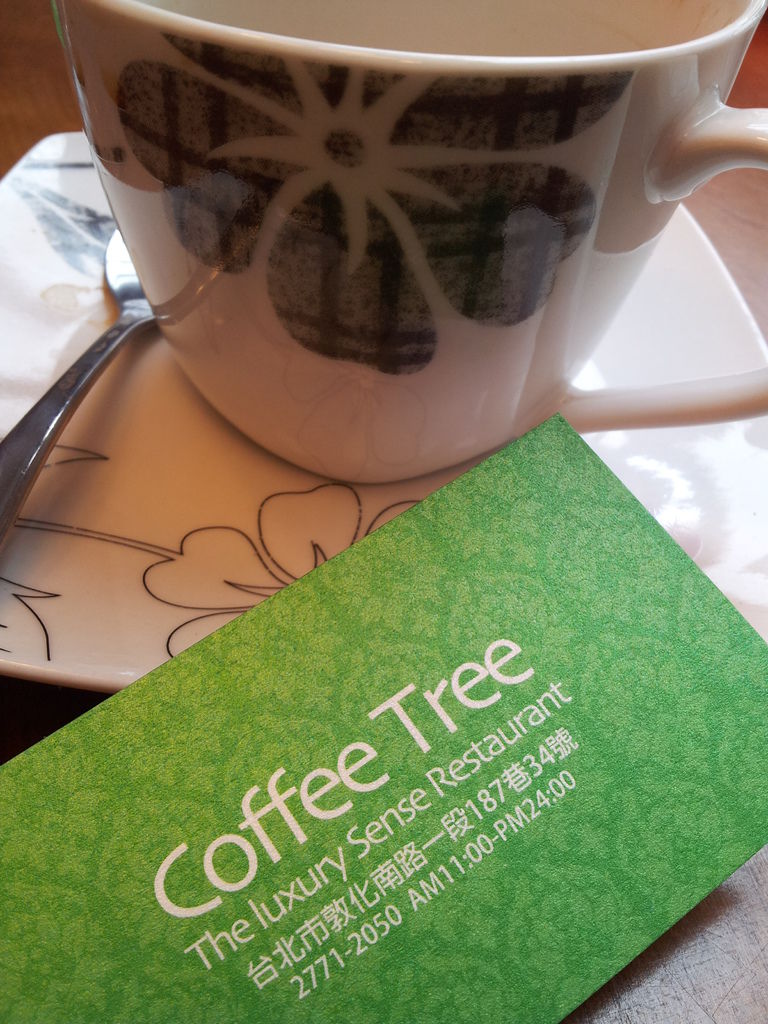 Coffee Tree
The luxury Sense Restaurant
台北市敦化南路一段187巷34號
2771-2050 AM11:00-PM24:00